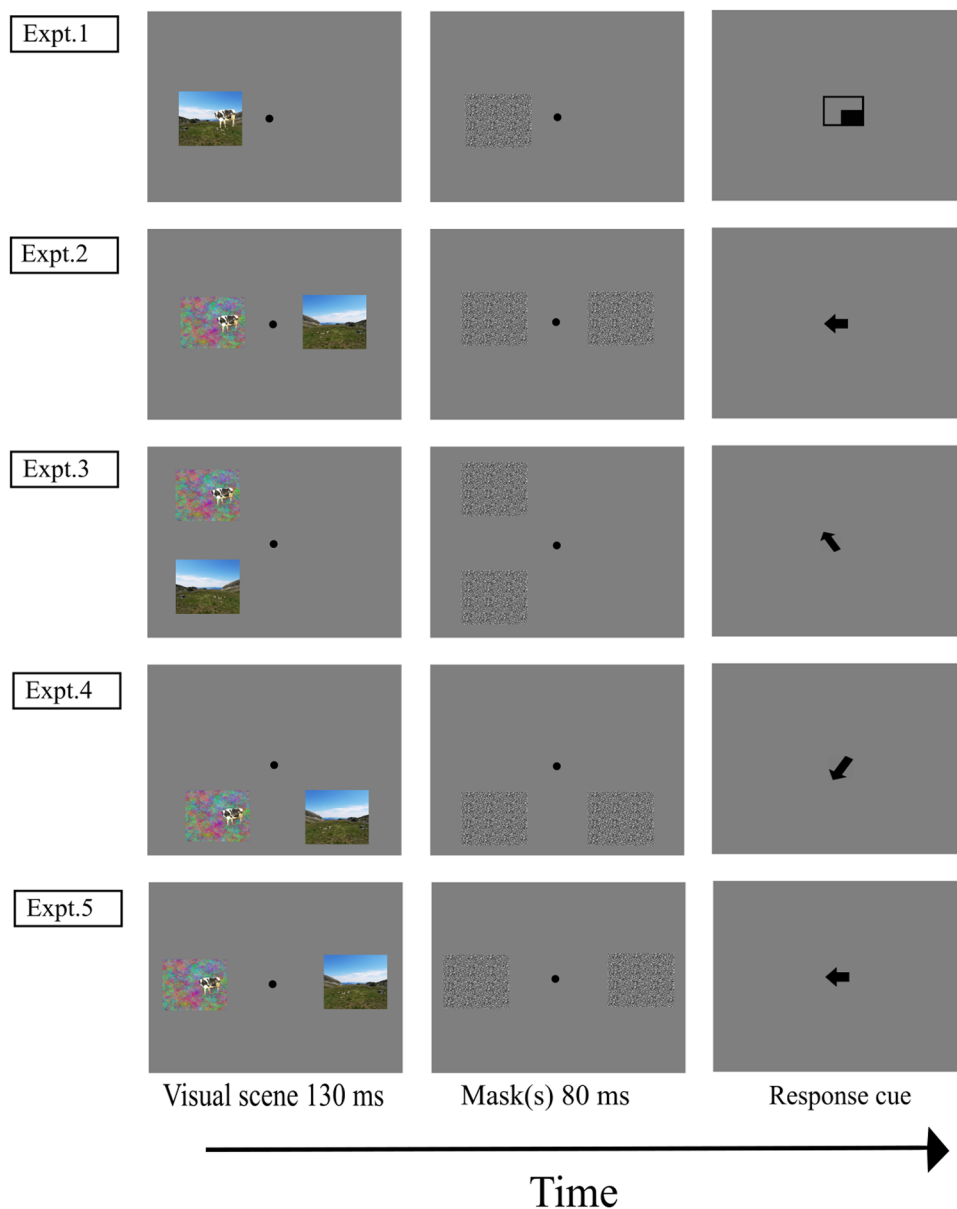 Expt.1
Expt.2
Expt.3
Expt.4
Expt.5
Visual scene 130 ms
Mask(s) 80 ms
Response cue
Time